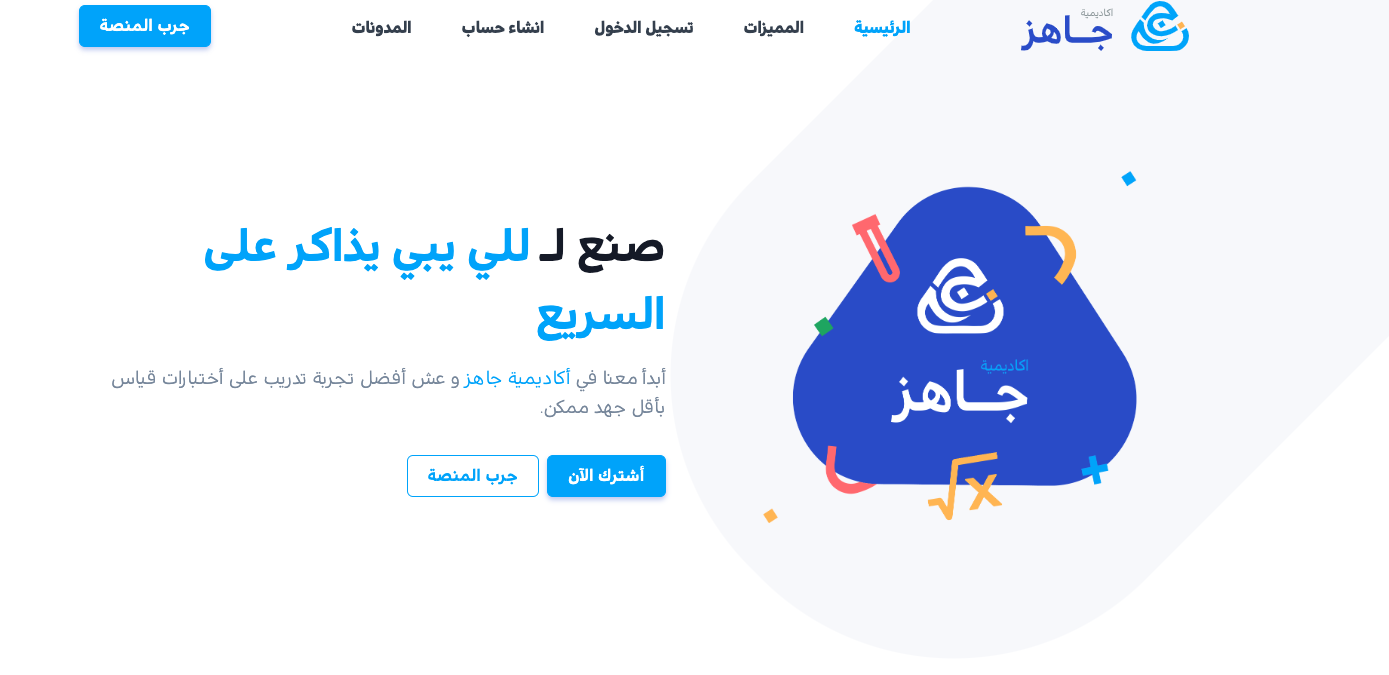 اكاديمية
جـاهز
الرئيسية
المميزات
تسجيل الدخول
انشاء حساب
المدونات
جرب المنصة
اكاديمية
جـاهز
√x
صنع لـ للي يبي يذاكر على
السريع
أبدأ معنا في أكاديمية جاهز و عش أفضل تجربة تدريب على أختبارات قياس
بأقل جهد ممكن.
أشترك الآن
جرب المنصة